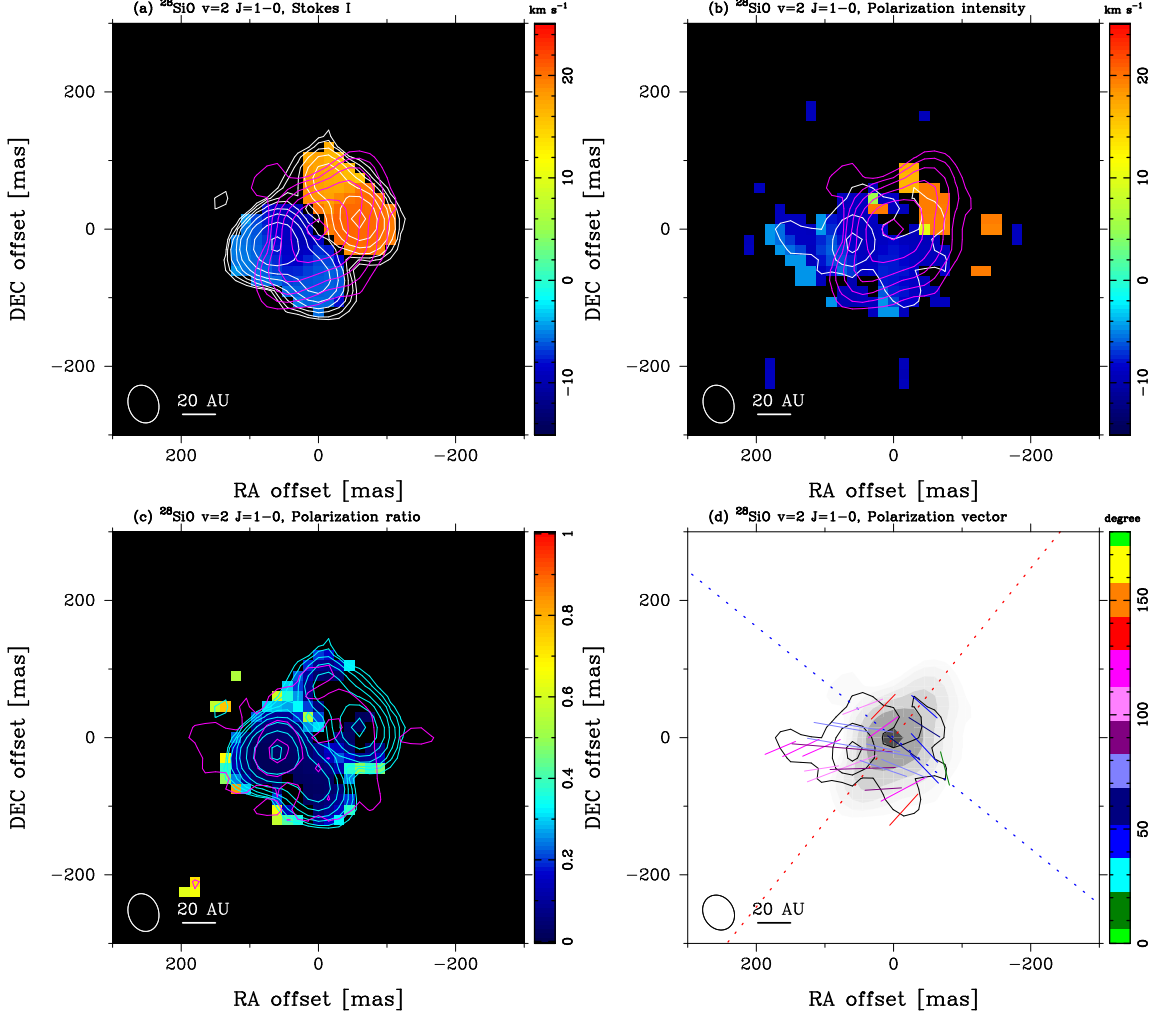 (a) ²⁸SiO v=2 J=1−0, Stokes I
km s⁻¹
DEC offset [mas]
200
0
−200
20
10
0
−10
20 AU
200
0
−200
RA offset [mas]
(b) ²⁸SiO v=2 J=1−0, Polarization intensity
km s⁻¹
DEC offset [mas]
200
0
−200
20
10
0
−10
20 AU
200
0
−200
RA offset [mas]
(c) ²⁸SiO v=2 J=1−0, Polarization ratio
DEC offset [mas]
200
0
−200
1
0.8
0.6
0.4
0.2
0
20 AU
200
0
−200
RA offset [mas]
(d) ²⁸SiO v=2 J=1−0, Polarization vector
degree
DEC offset [mas]
200
0
−200
150
100
50
0
20 AU
200
0
−200
RA offset [mas]